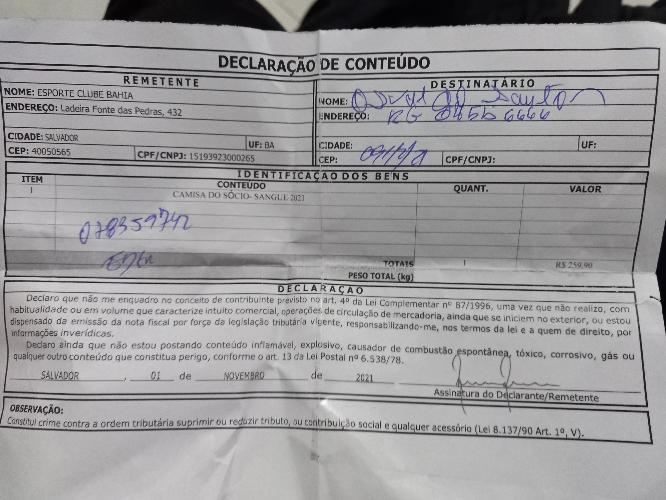 DECLARAÇÃO DE CONTEÚDO
REMETENTE
NOME: ESPORTE CLUBE BAHIA
ENDEREÇO: Ladeira Fonte das Pedras, 432
CIDADE: SALVADOR UF: BA
CEP: 40050565 CPF/CNPJ: 15193923000265
DESTINATÁRIO
NOME:
ENDEREÇO: RG
CIDADE: UF:
CEP: CPF/CNPJ:
IDENTIFICAÇÃO DOS BENS
ITEM CONTEÚDO QUANT. VALOR
1 CAMISA DO SÓCIO- SANGUE 2021
TOTAIS 1 R$ 259,90
PESO TOTAL (kg)
DECLARAÇÃO
Declaro que não me enquadro no conceito de contribuinte previsto no art. 4º da Lei Complementar nº 87/1996, uma vez que não realizo, com
habitualidade ou em volume que caracterize intuito comercial, operações de circulação de mercadoria, ainda que se iniciem no exterior, ou estou
dispensado da emissão da nota fiscal por força da legislação tributária vigente, responsabilizando-me, nos termos da lei e a quem de direito, por
informações inverídicas.
Declaro ainda que não estou postando conteúdo inflamável, explosivo, causador de combustão espontânea, tóxico, corrosivo, gás ou
qualquer outro conteúdo que constitua perigo, conforme o art. 13 da Lei Postal nº 6.538/78.
SALVADOR , 01 de NOVEMBRO de 2021
Assinatura do Declarante/Remetente
OBSERVAÇÃO:
Constitui crime contra a ordem tributária suprimir ou reduzir tributo, ou contribuição social e qualquer acessório (Lei 8.137/90 Art. 1º, V).